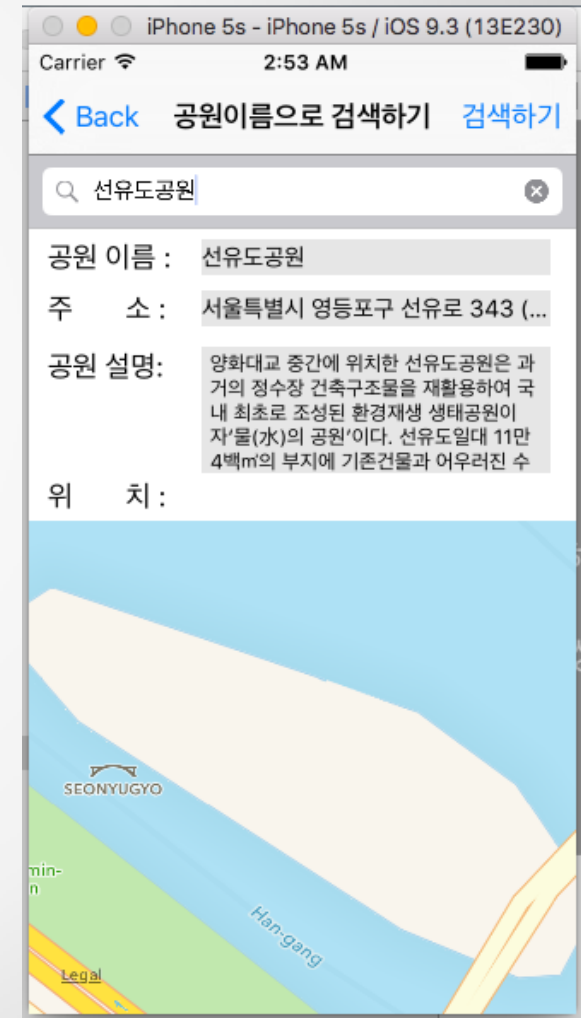 iPhone 5s - iPhone 5s / iOS 9.3 (13E230)
Carrier 2:53 AM
Back 공원이름으로 검색하기 검색하기
선유도공원
공원 이름 : 선유도공원
주 소 : 서울특별시 영등포구 선유로 343 (...
공원 설명: 양화대교 중간에 위치한 선유도공원은 과
거의 정수장 건축구조물을 재활용하여 국
내 최초로 조성된 환경재생 생태공원이
자'물(水)의 공원'이다. 선유도일대 11만
4백㎡의 부지에 기존건물과 어우러진 수
위 치 :
SEONYUGYO
min-
n
Han-gang
Legal